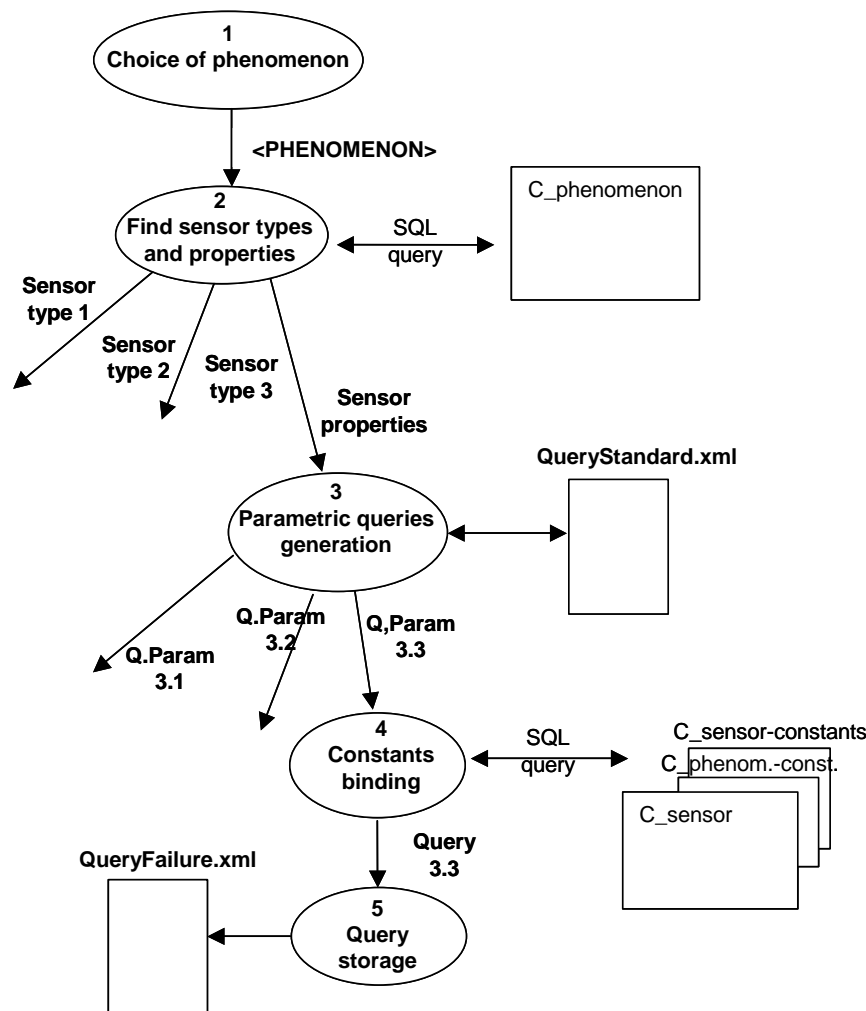 1
Choice of phenomenon
<PHENOMENON>
2
Find sensor types
and properties
SQL
query
C_phenomenon
Sensor
type 1
Sensor
type 2
Sensor
type 3
Sensor
properties
QueryStandard.xml
3
Parametric queries
generation
Q.Param
3.1
Q.Param
3.2
Q,Param
3.3
4
Constants
binding
SQL
query
C_sensor-constants
C_phenom.-const.
C_sensor
Query
3.3
QueryFailure.xml
5
Query
storage